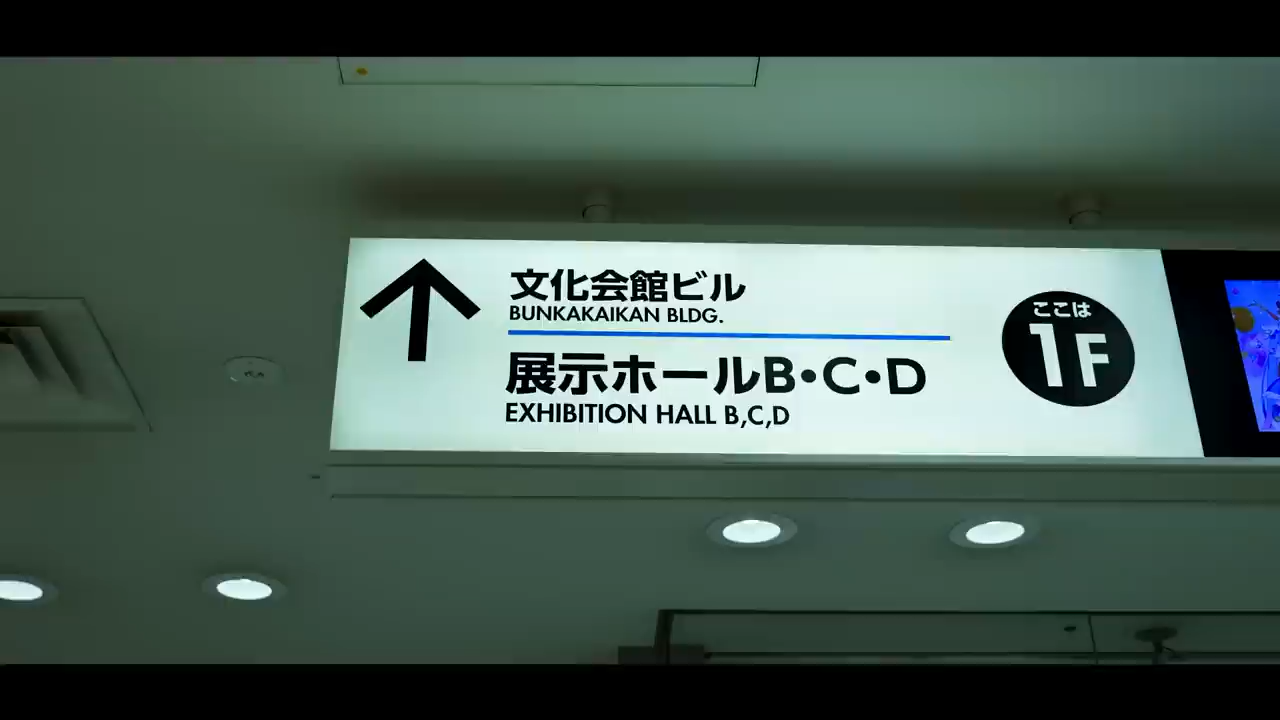 文化会館ビル
BUNKAKAIKAN BLDG.
展示ホールB・C・D
EXHIBITION HALL B,C,D
ここは
1F